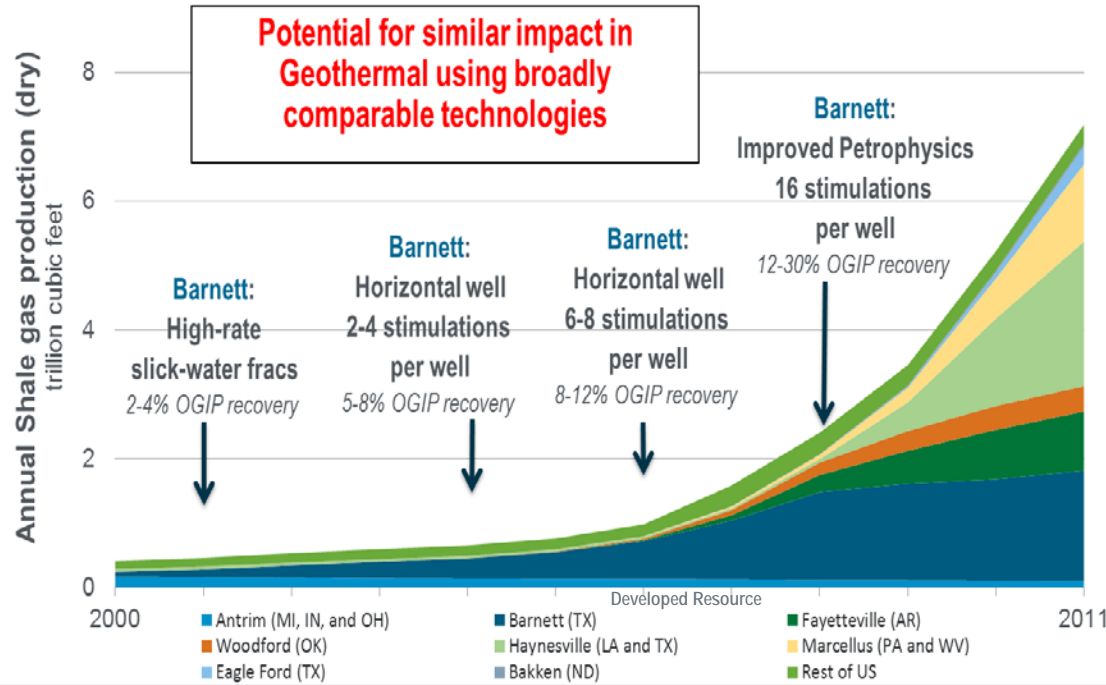 Potential for similar impact in
Geothermal using broadly
comparable technologies
Annual Shale gas production (dry)
trillion cubic feet
8
6
4
2
0
Barnett:
High-rate
slick-water fracs
2-4% OGIP recovery
Barnett:
Horizontal well
2-4 stimulations
per well
5-8% OGIP recovery
Barnett:
Horizontal well
6-8 stimulations
per well
8-12% OGIP recovery
Barnett:
Improved Petrophysics
16 stimulations
per well
12-30% OGIP recovery
2000
Developed Resource
2011
Antrim (MI, IN, and OH)
Barnett (TX)
Fayetteville (AR)
Woodford (OK)
Haynesville (LA and TX)
Marcellus (PA and WV)
Eagle Ford (TX)
Bakken (ND)
Rest of US